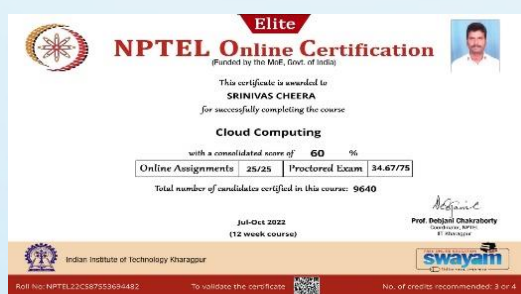 Elite
NPTEL Online Certification
(Funded by the MoE, Govt. of India)
This certificate is awarded to
SRINIVAS CHEERA
for successfully completing the course
Cloud Computing
with a consolidated score of 60 %
Online Assignments 25/25 Proctored Exam 34.67/75
Total number of candidates certified in this course: 9640
Jul-Oct 2022
(12 week course)
Prof. Debjani Chakraborty
Coordinator, NPTEL
IIT Kharagpur
Indian Institute of Technology Kharagpur
swayam
Roll No: NPTEL22CS87S53694482 To validate the certificate No. of credits recommended: 3 or 4